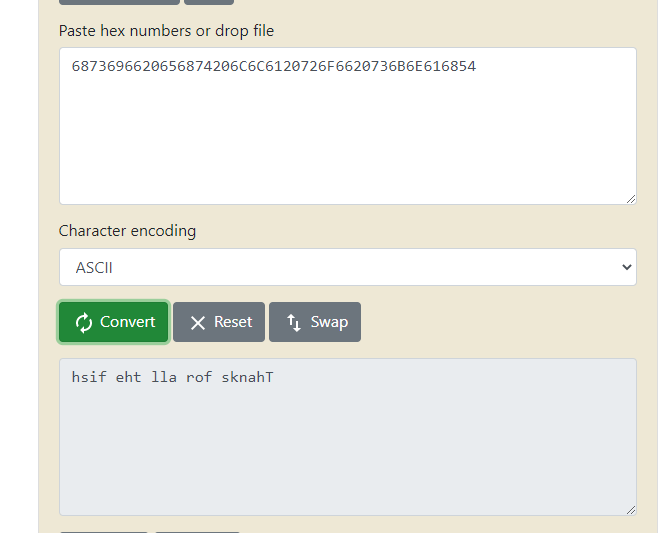 Paste hex numbers or drop file
6873696620656874206C6C6120726F6620736B6E616854
Character encoding
ASCII
Convert Reset Swap
hsif eht lla rof sknahT